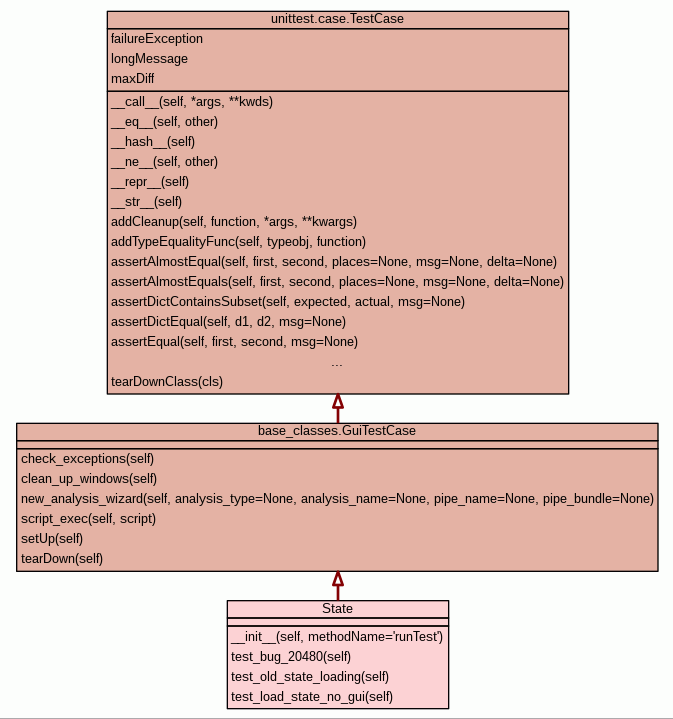 unittest.case.TestCase
failureException
longMessage
maxDiff
__call__(self, *args, **kwds)
__eq__(self, other)
__hash__(self)
__ne__(self, other)
__repr__(self)
__str__(self)
addCleanup(self, function, *args, **kwargs)
addTypeEqualityFunc(self, typeobj, function)
assertAlmostEqual(self, first, second, places=None, msg=None, delta=None)
assertAlmostEquals(self, first, second, places=None, msg=None, delta=None)
assertDictContainsSubset(self, expected, actual, msg=None)
assertDictEqual(self, d1, d2, msg=None)
assertEqual(self, first, second, msg=None)
...
tearDownClass(cls)
base_classes.GuiTestCase
check_exceptions(self)
clean_up_windows(self)
new_analysis_wizard(self, analysis_type=None, analysis_name=None, pipe_name=None, pipe_bundle=None)
script_exec(self, script)
setUp(self)
tearDown(self)
State
__init__(self, methodName='runTest')
test_bug_20480(self)
test_old_state_loading(self)
test_load_state_no_gui(self)